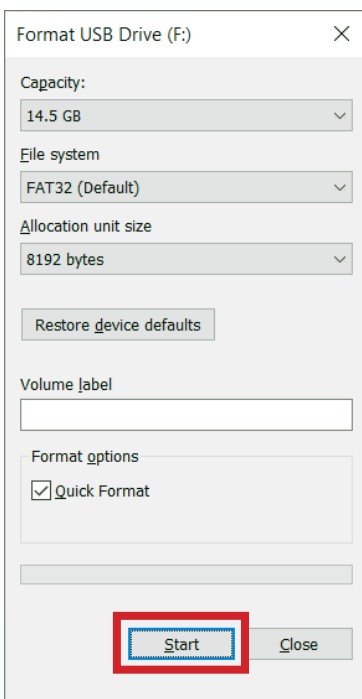 Format USB Drive (F:)
Capacity:
14.5 GB
File system
FAT32 (Default)
Allocation unit size
8192 bytes
Restore device defaults
Volume label
Format options
Quick Format
Start Close